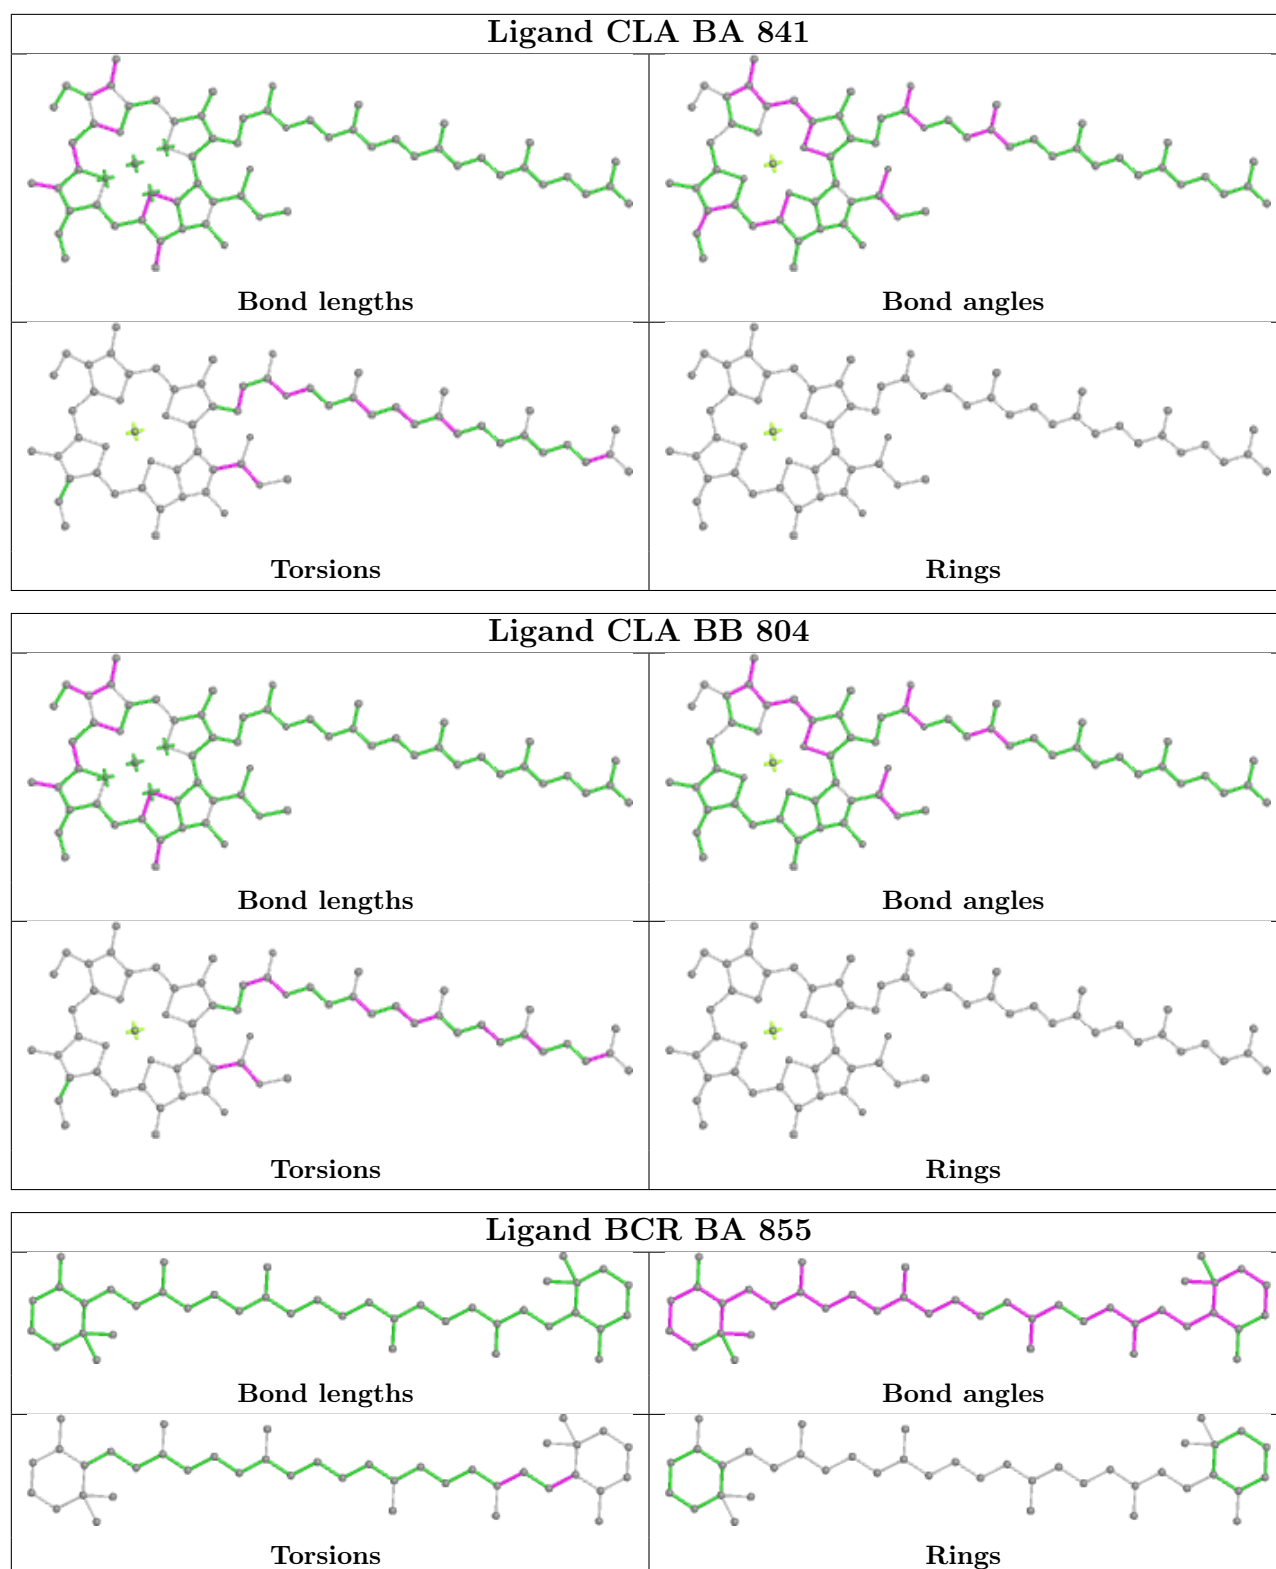 Ligand CLA BA 841
Bond lengths
Bond angles
Torsions
Rings
Ligand CLA BB 804
Bond lengths
Bond angles
Torsions
Rings
Ligand BCR BA 855
Bond lengths
Bond angles
Torsions
Rings